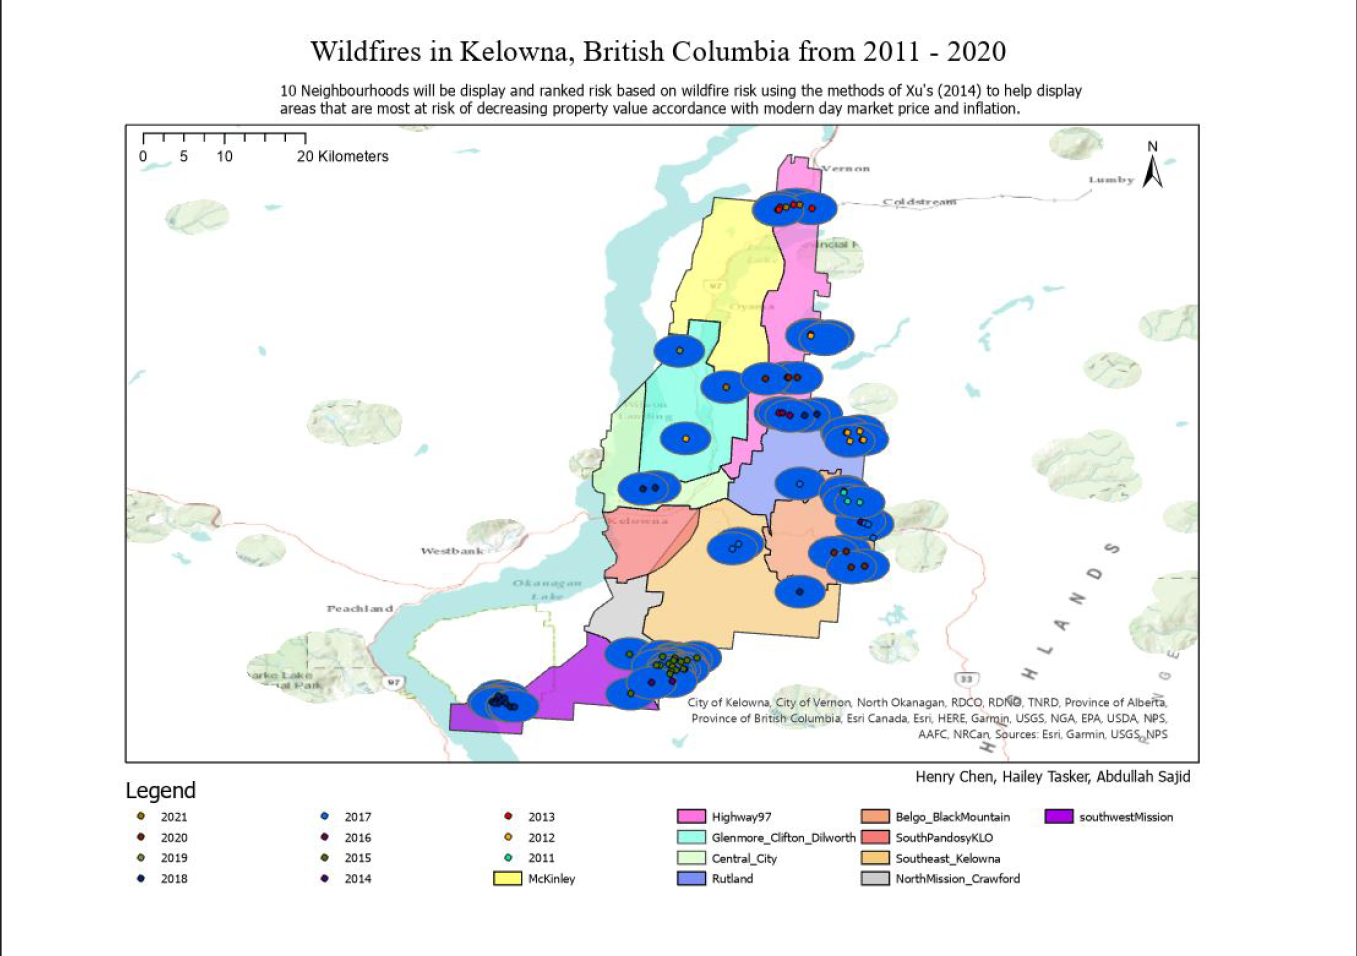 Wildfires in Kelowna, British Columbia from 2011 - 2020
10 Neighbourhoods will be display and ranked risk based on wildfire risk using the methods of Xu's (2014) to help display
areas that are most at risk of decreasing property value accordance with modern day market price and inflation.
0 5 10 20 Kilometers
N
Vernon
Lumby
Coldstream
Lake
97
Oyama
Landing
Kelowna
Westbank
Okanagan
Lake
Peachland
97
33
HIGHLANDS
City of Kelowna, City of Vernon, North Okanagan, RDCO, RDNO, TNRD, Province of Alberta,
Province of British Columbia, Esri Canada, Esri, HERE, Garmin, USGS, NGA, EPA, USDA, NPS,
AAFC, NRCan, Sources: Esri, Garmin, USGS, NPS
Henry Chen, Hailey Tasker, Abdullah Sajid
Legend
2021
2020
2019
2018
2017
2016
2015
2014
2013
2012
2011
McKinley
Highway97
Glenmore_Clifton_Dilworth
Central_City
Rutland
Belgo_BlackMountain
SouthPandosyKLO
Southeast_Kelowna
NorthMission_Crawford
southwestMission